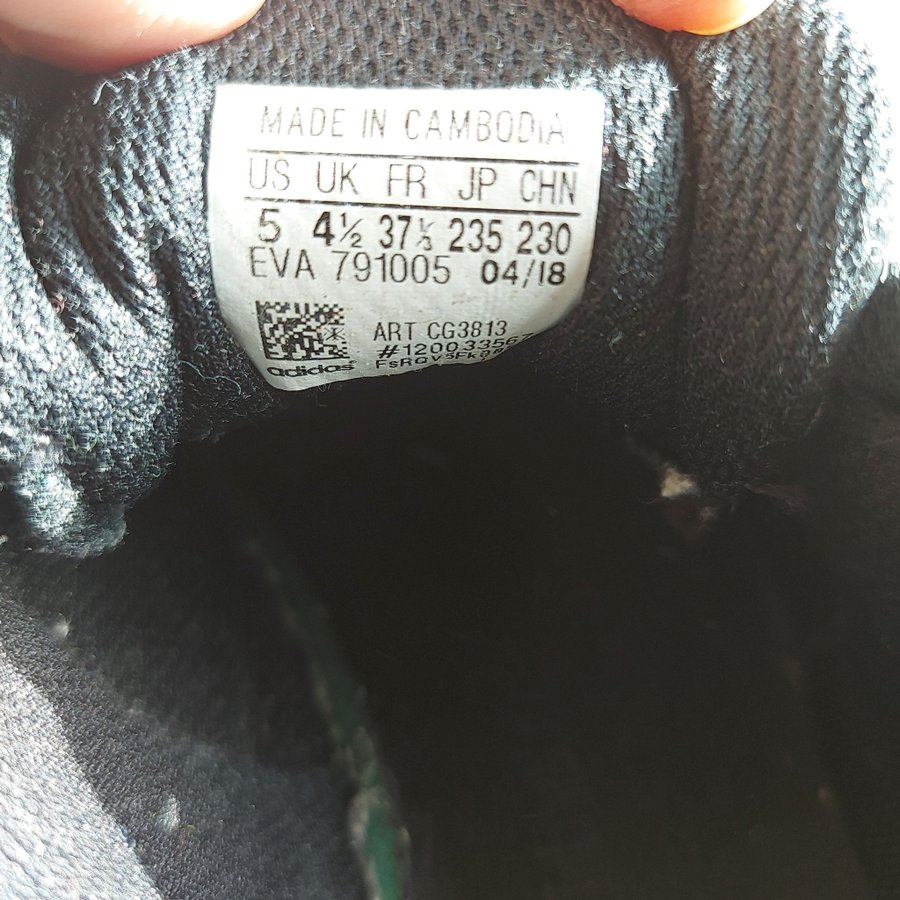 MADE IN CAMBODIA
US UK FR JP CHN
5 4½ 37⅓ 235 230
EVA 791005 04/18
ART CG3813
#120033567
adidas